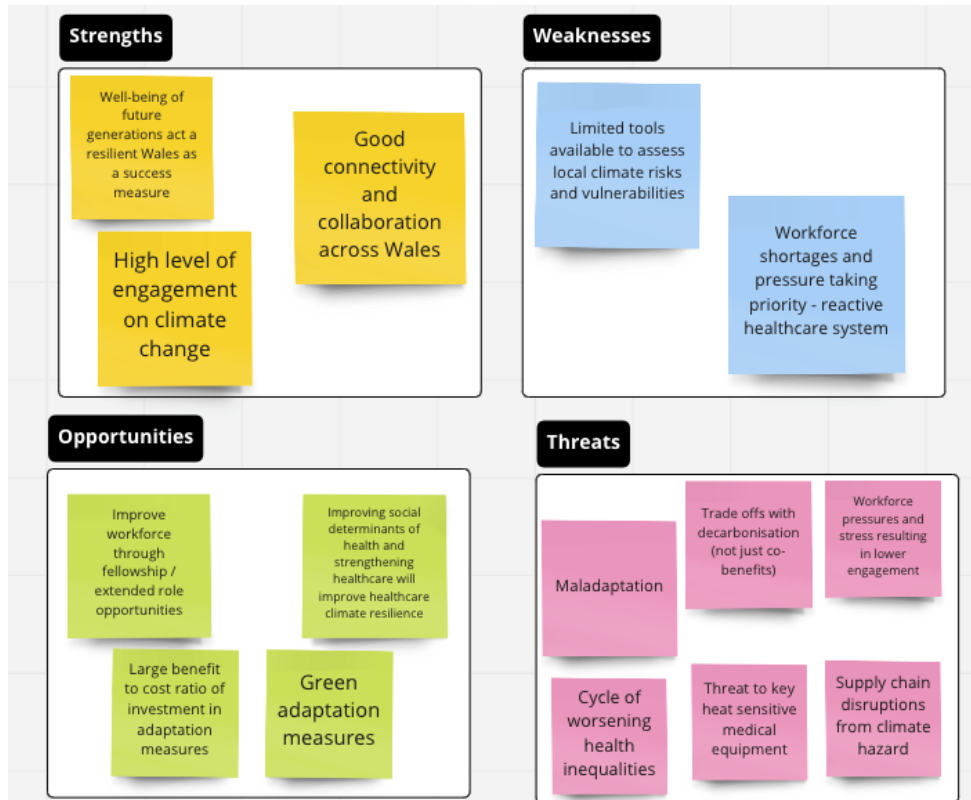 Strengths
Well-being of
future
generations act a
resilient Wales as
a success
measure
Good
connectivity
and
collaboration
across Wales
High level of
engagement
on climate
change
Weaknesses
Limited tools
available to assess
local climate risks
and vulnerabilities
Workforce
shortages and
pressure taking
priority - reactive
healthcare system
Opportunities
Improve
workforce
through
fellowship /
extended role
opportunities
Improving social
determinants of
health and
strengthening
healthcare will
improve healthcare
climate resilience
Large benefit
to cost ratio of
investment in
adaptation
measures
Green
adaptation
measures
Threats
Maladaptation
Trade offs with
decarbonisation
(not just co-
benefits)
Workforce
pressures and
stress resulting
in lower
engagement
Cycle of
worsening
health
inequalities
Threat to key
heat sensitive
medical
equipment
Supply chain
disruptions
from climate
hazard